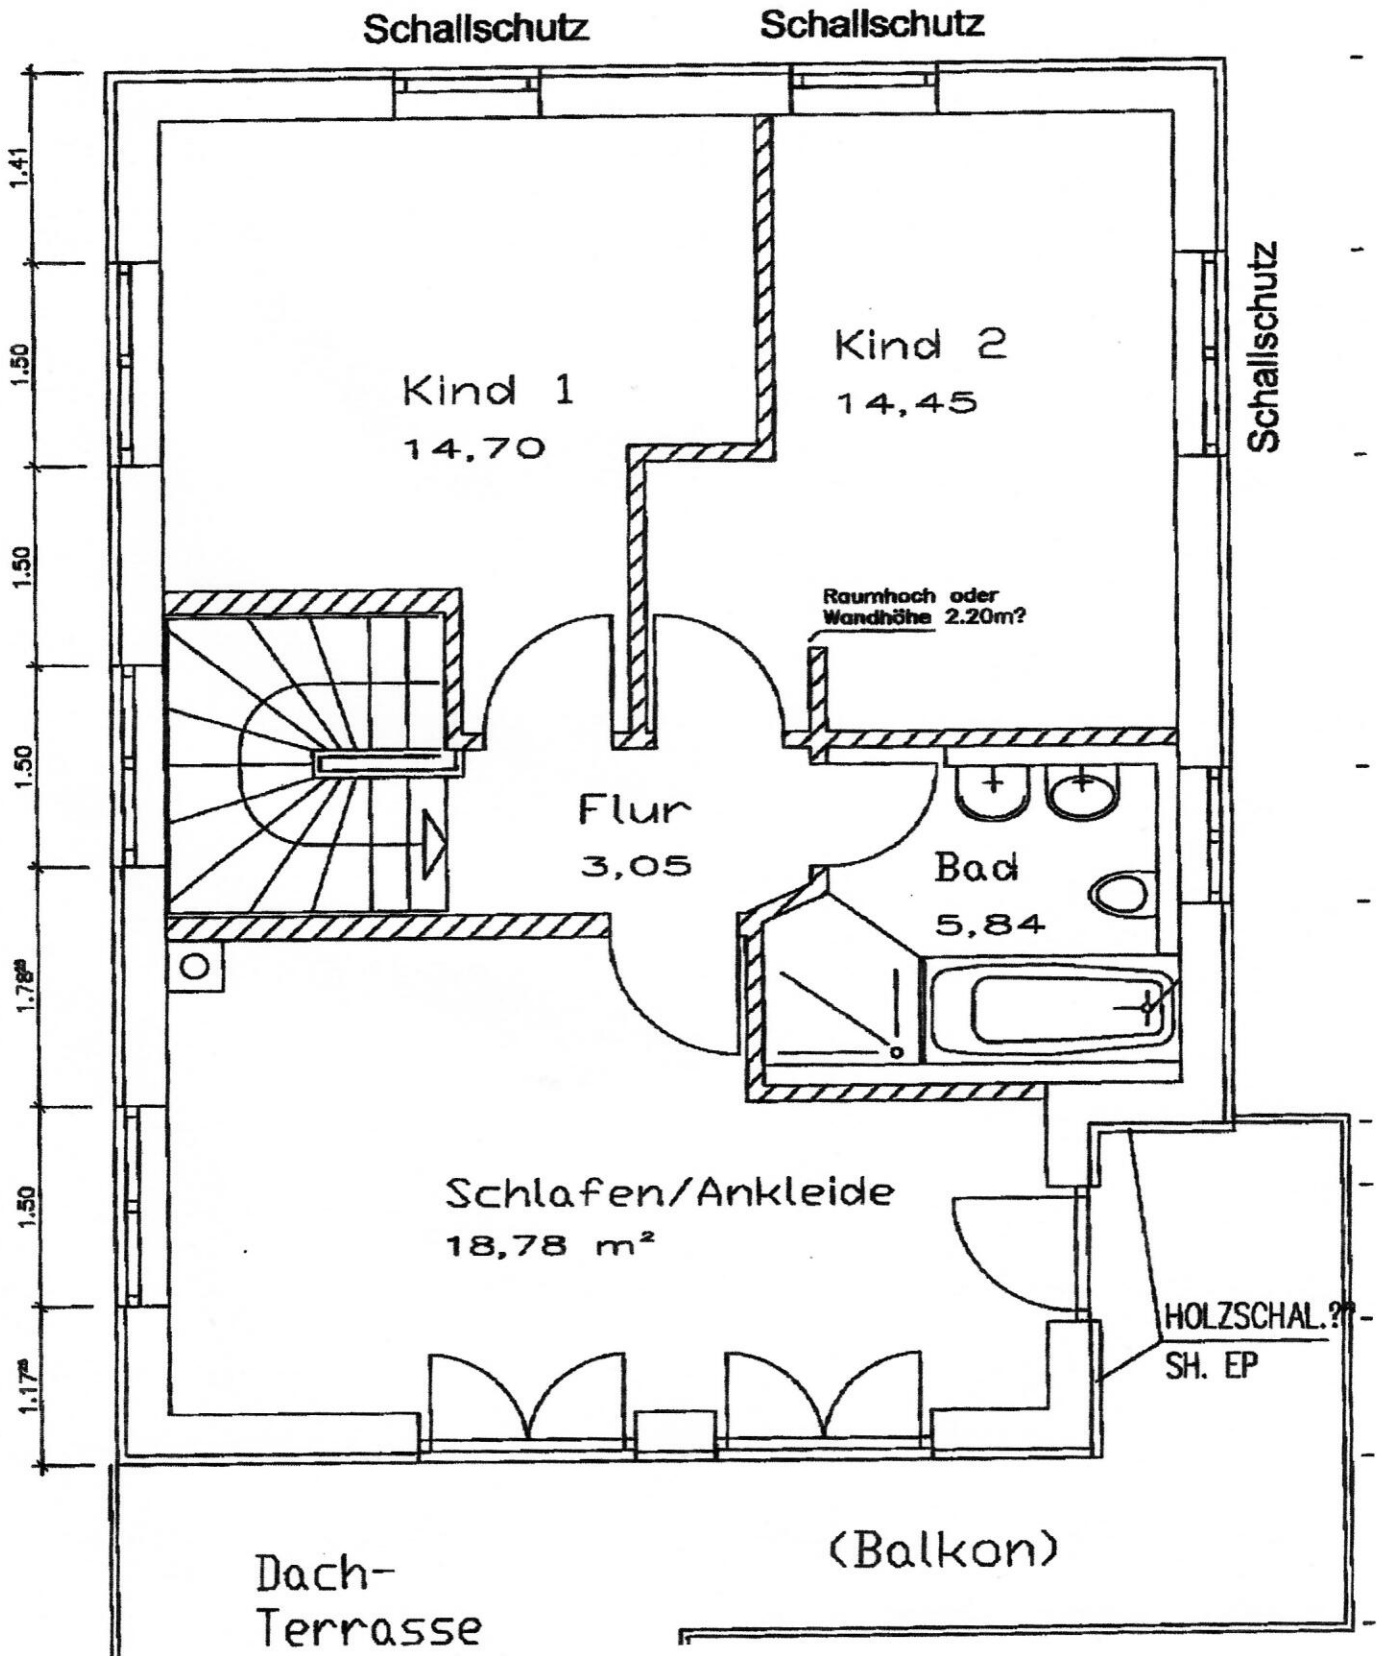 Schallschutz
Schallschutz
1.41
1.50
1.50
1.50
1.78²⁵
1.50
1.17²⁵
Kind 1
14,70
Kind 2
14,45
Schallschutz
Raumhoch oder
Wandhöhe 2.20m?
Flur
3,05
Bad
5,84
Schlafen/Ankleide
18,78 m²
HOLZSCHAL.??
SH. EP
(Balkon)
Dach-
Terrasse